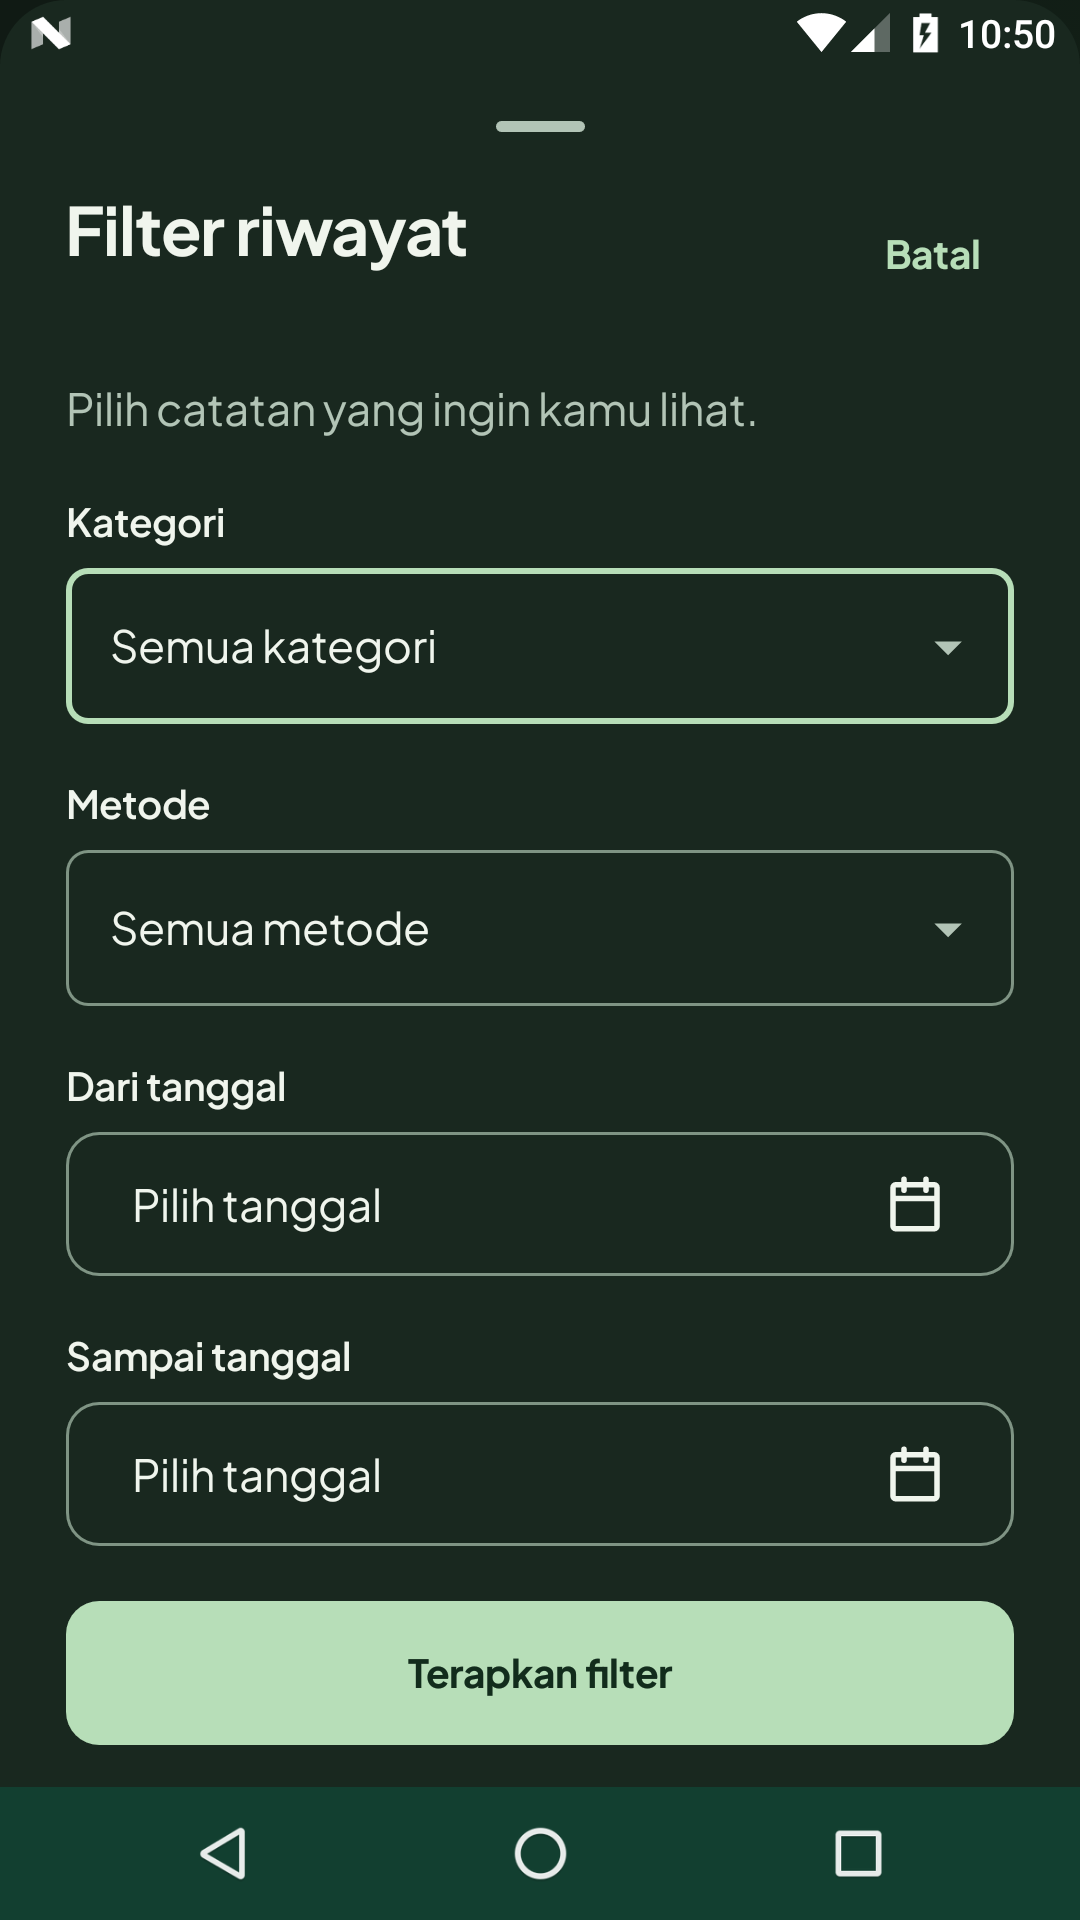 10:50
Filter riwayat
Batal
Pilih catatan yang ingin kamu lihat.
Kategori
Semua kategori
Metode
Semua metode
Dari tanggal
Pilih tanggal
Sampai tanggal
Pilih tanggal
Terapkan filter